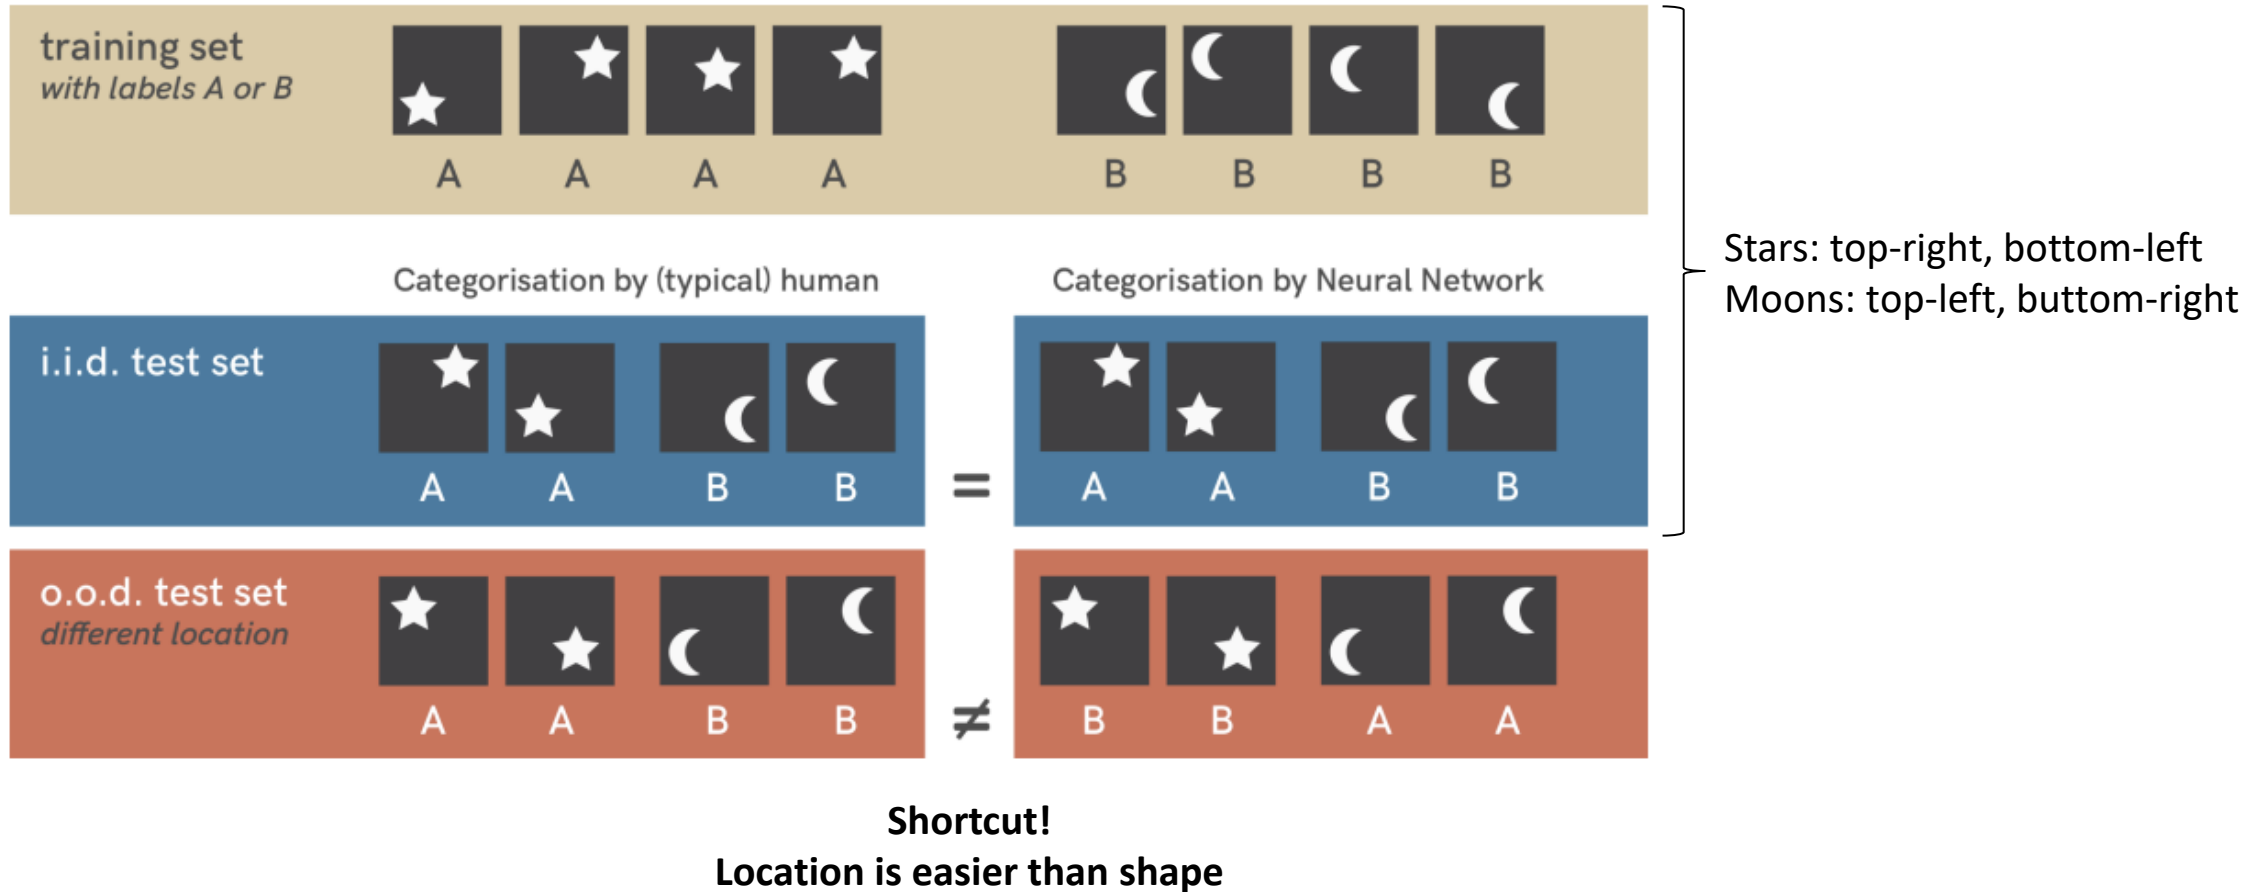 training set
with labels A or B
A A A A B B B B
Categorisation by (typical) human
Categorisation by Neural Network
Stars: top-right, bottom-left
Moons: top-left, buttom-right
i.i.d. test set
A A B B = A A B B
o.o.d. test set
different location
A A B B ≠ B B A A
Shortcut!
Location is easier than shape